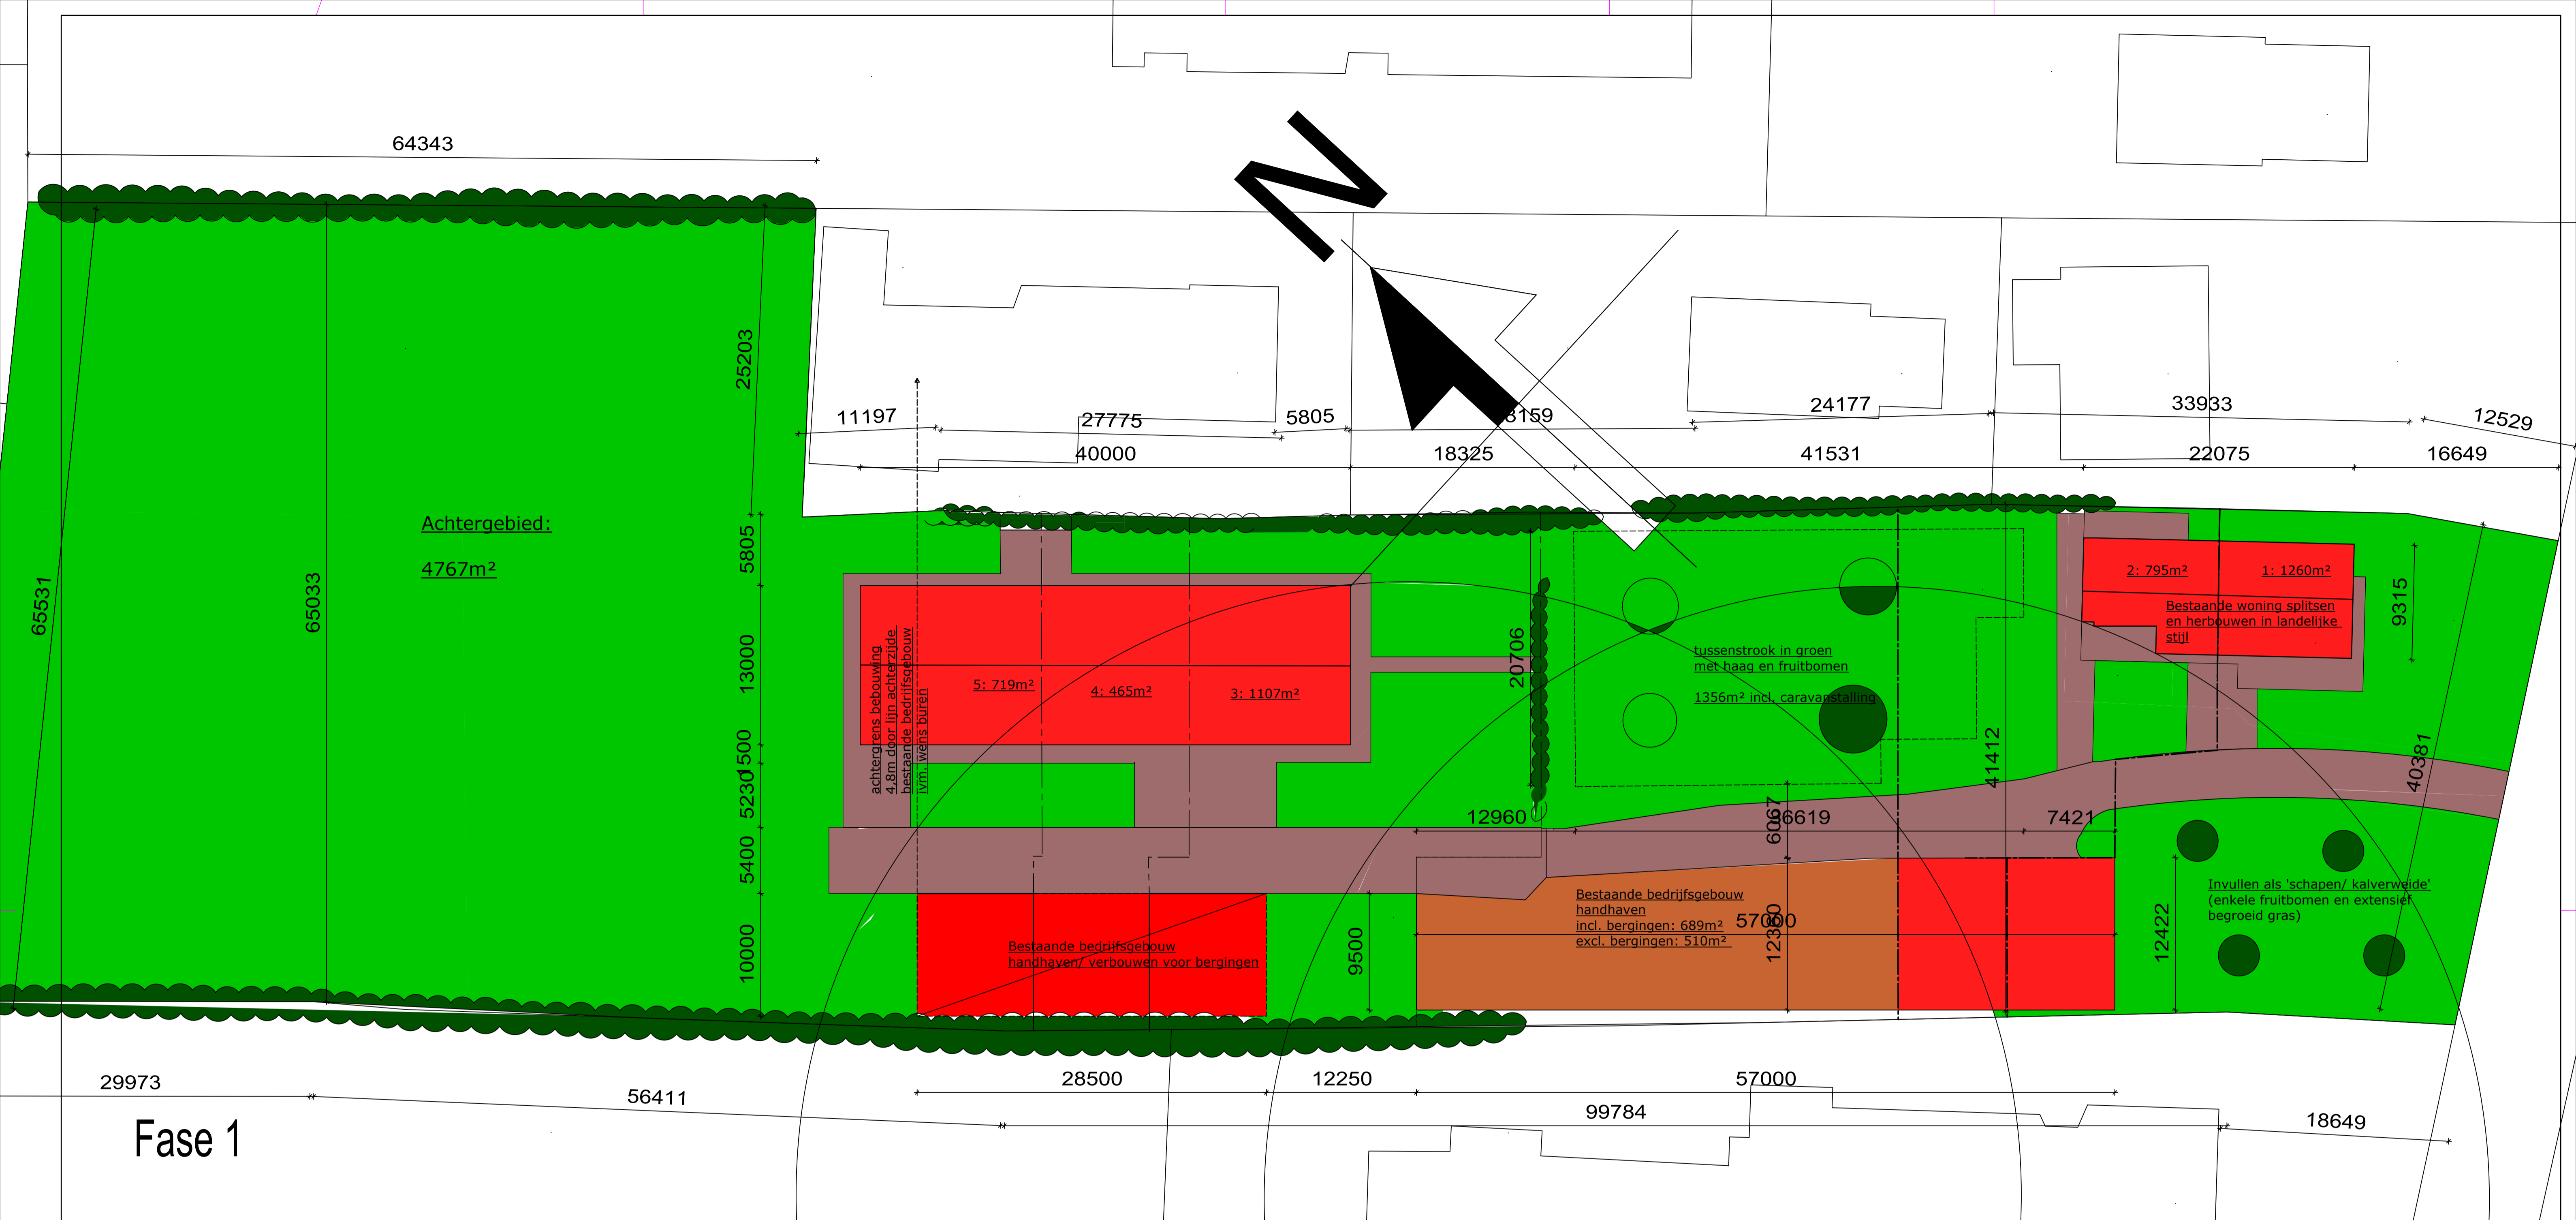 64343
N
25203
11197
27775
5805
24177
33933
12529
40000
18325
41531
22075
16649
Achtergebied:
4767m²
65531
65033
5805
13000
1500
5230
5400
10000
achtergrens bebouwing
4,8m door lijn achterzijde
bestaande bedrijfsgebouw
ivm. wens buren
5: 719m²
4: 465m²
3: 1107m²
20706
tussenstrook in groen
met haag en fruitbomen
1356m² incl. caravanstalling
2: 795m²
1: 1260m²
Bestaande woning splitsen
en herbouwen in landelijke
stijl
9315
41412
40381
12960
6067
7421
Bestaande bedrijfsgebouw
handhaven/ verbouwen voor bergingen
9500
Bestaande bedrijfsgebouw
handhaven
incl. bergingen: 689m²
excl. bergingen: 510m²
57000
12380
12422
Invullen als 'schapen/ kalverweide'
(enkele fruitbomen en extensief
begroeid gras)
29973
56411
28500
12250
57000
99784
18649
Fase 1